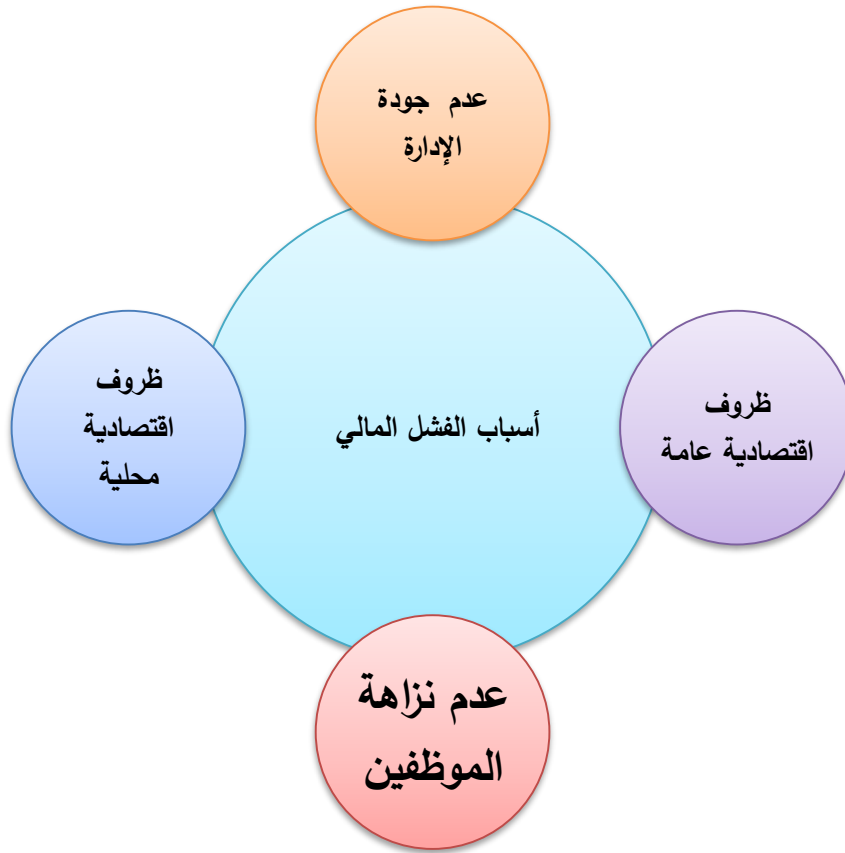 عدم جودة
الإدارة
ظروف
اقتصادية عامة
أسباب الفشل المالي
ظروف
اقتصادية
محلية
عدم نزاهة
الموظفين